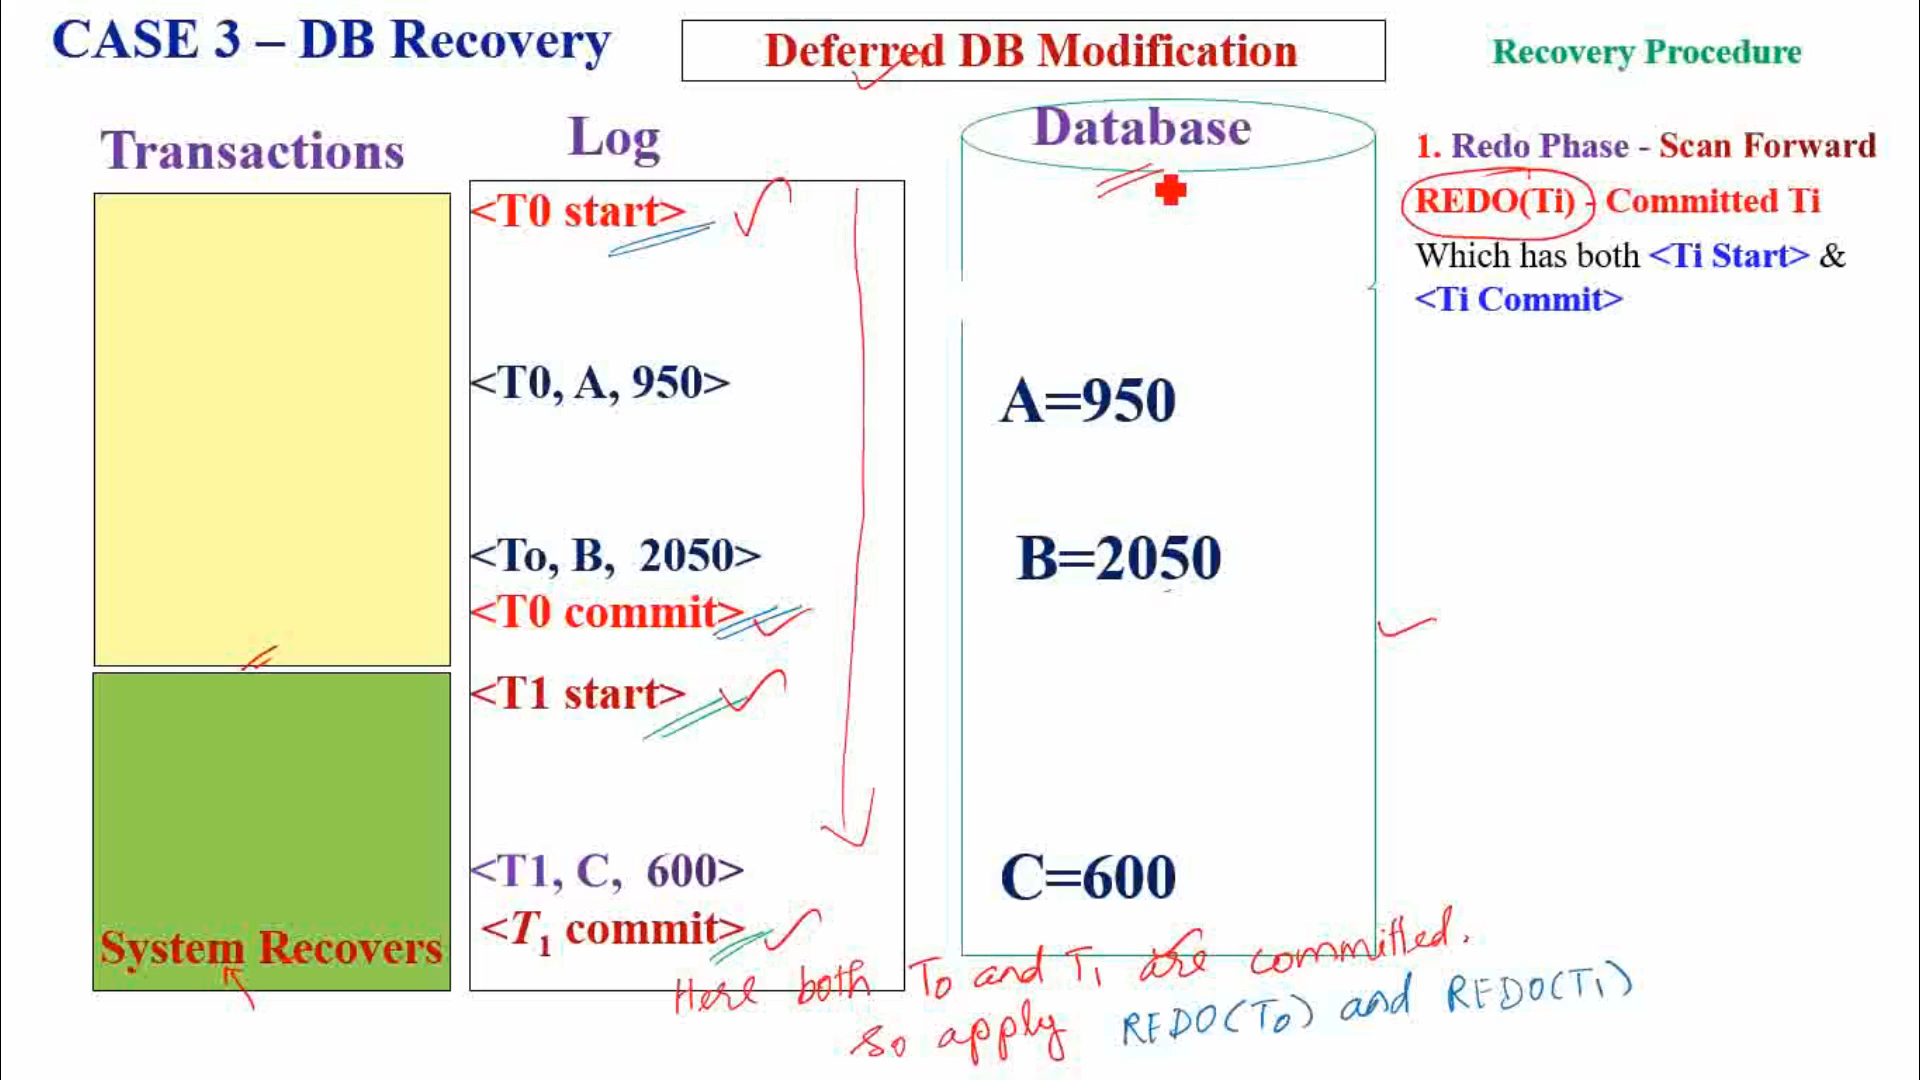 CASE 3 – DB Recovery
Deferred DB Modification
Recovery Procedure
Transactions
Log
Database
<T0 start>
<T0, A, 950>
<To, B, 2050>
<T0 commit>
<T1 start>
<T1, C, 600>
<T1 commit>
System Recovers
A=950
B=2050
C=600
1. Redo Phase - Scan Forward
REDO(Ti) - Committed Ti
Which has both <Ti Start> &
<Ti Commit>
Here both T0 and T1 are committed.
So apply REDO(T0) and REDO(T1)